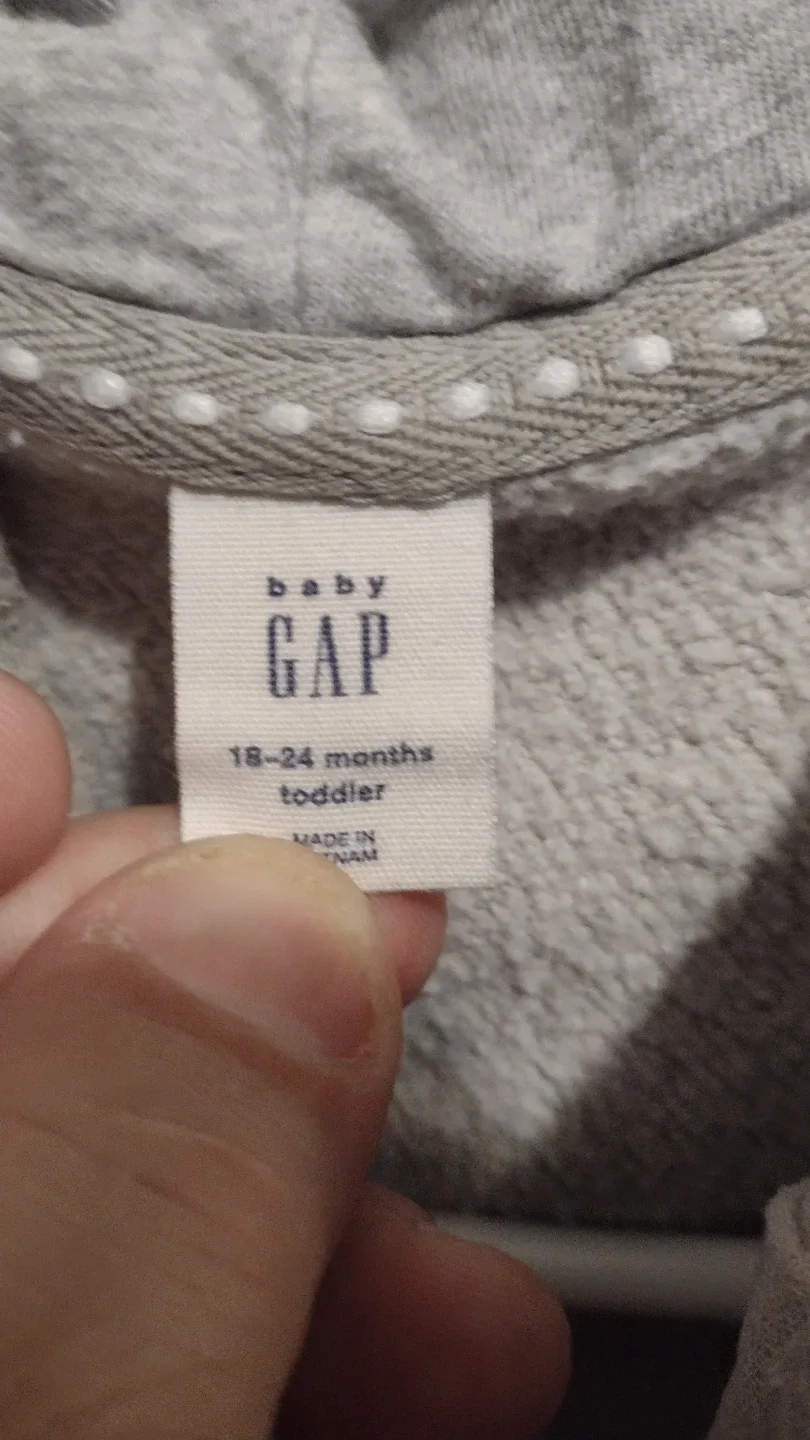 baby
GAP
18-24 months
toddler
MADE IN